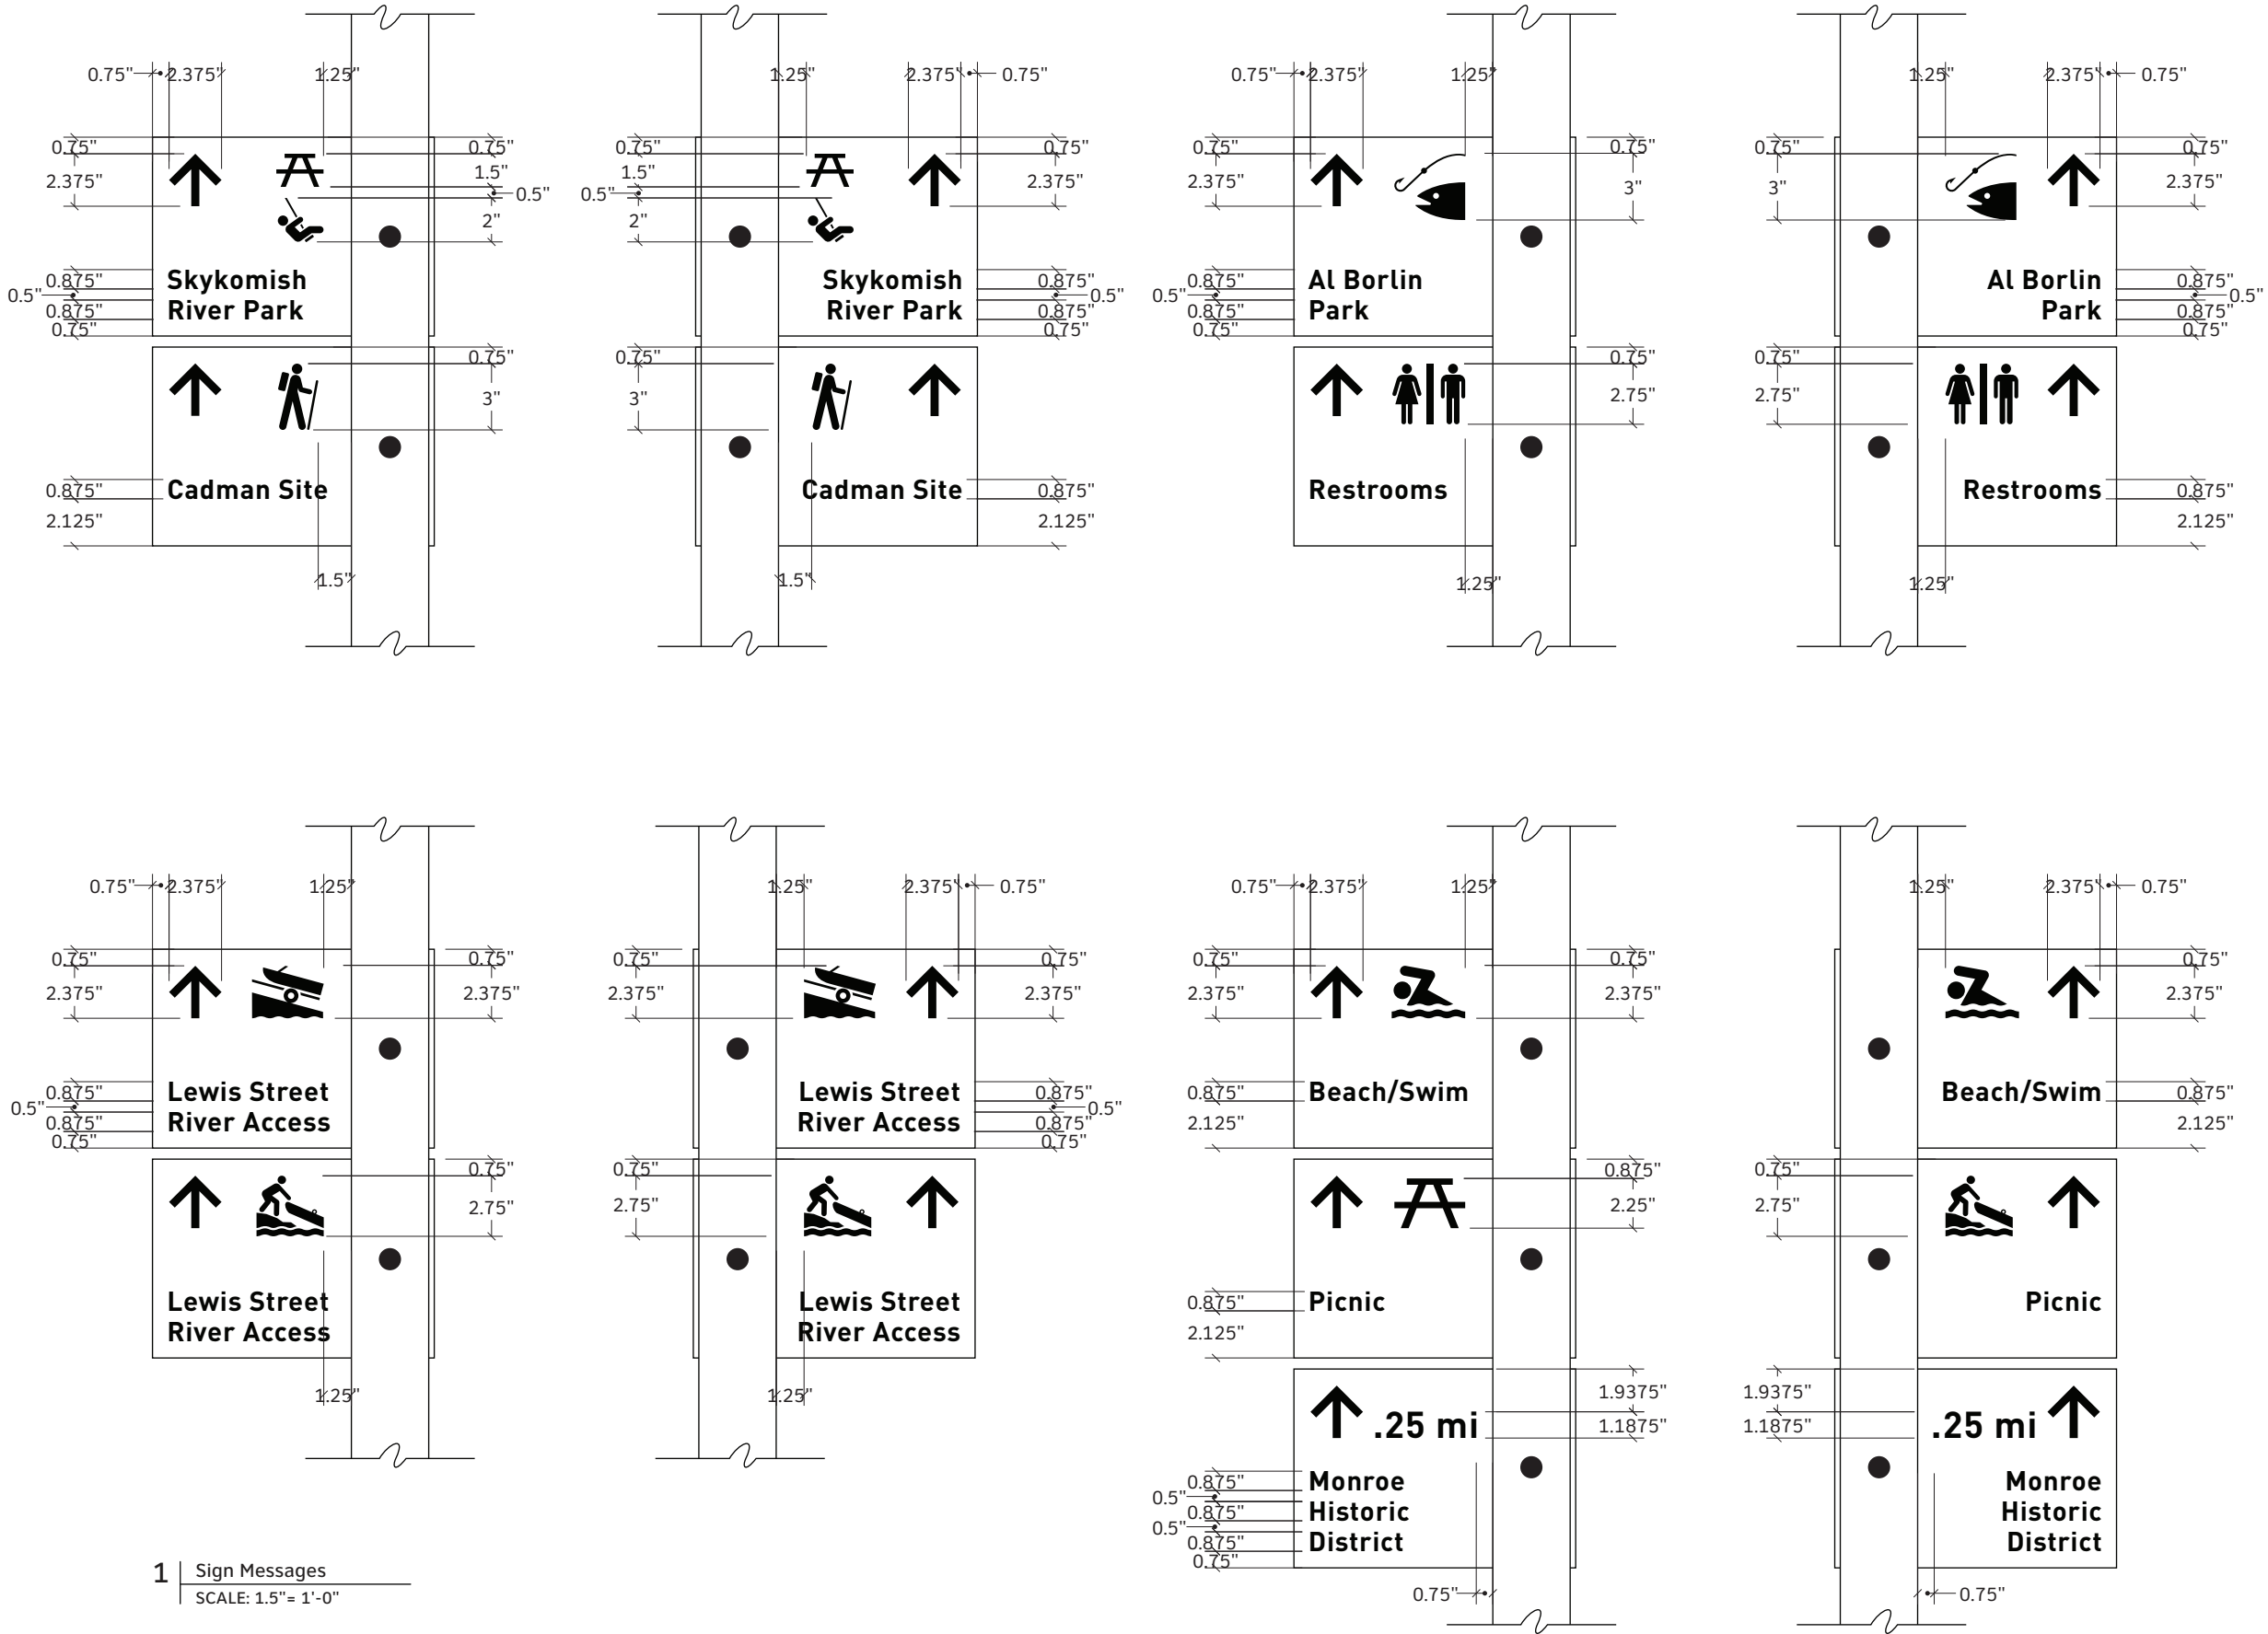 0.75" 2.375" 1.25"
0.75"
2.375"
0.75"
1.5"
0.5"
2"
Skykomish
River Park
0.875"
0.5"
0.875"
0.75"
0.75"
3"
Cadman Site
0.875"
2.125"
1.5"
1.25" 2.375" 0.75"
0.75"
1.5"
0.5"
2"
0.75"
2.375"
Skykomish
River Park
0.875"
0.5"
0.875"
0.75"
0.75"
3"
Cadman Site
0.875"
2.125"
1.5"
0.75" 2.375" 1.25"
0.75"
2.375"
0.75"
3"
Al Borlin
Park
0.875"
0.5"
0.875"
0.75"
0.75"
2.75"
Restrooms
1.25"
1.25" 2.375" 0.75"
0.75"
3"
0.75"
2.375"
Al Borlin
Park
0.875"
0.5"
0.875"
0.75"
0.75"
2.75"
Restrooms
0.875"
2.125"
1.25"
0.75" 2.375" 1.25"
0.75"
2.375"
0.75"
2.375"
Lewis Street
River Access
0.875"
0.5"
0.875"
0.75"
0.75"
2.75"
Lewis Street
River Access
1.25"
1.25" 2.375" 0.75"
0.75"
2.375"
0.75"
2.375"
Lewis Street
River Access
0.875"
0.5"
0.875"
0.75"
0.75"
2.75"
Lewis Street
River Access
1.25"
0.75" 2.375" 1.25"
0.75"
2.375"
0.75"
2.375"
Beach/Swim
0.875"
2.125"
0.875"
2.25"
Picnic
0.875"
2.125"
1.9375"
1.1875"
.25 mi
Monroe
Historic
District
0.875"
0.5"
0.875"
0.5"
0.875"
0.75"
0.75"
1.25" 2.375" 0.75"
0.75"
2.375"
Beach/Swim
0.875"
2.125"
0.75"
2.75"
Picnic
1.9375"
1.1875"
.25 mi
Monroe
Historic
District
0.75"
1 Sign Messages
SCALE: 1.5"= 1'-0"